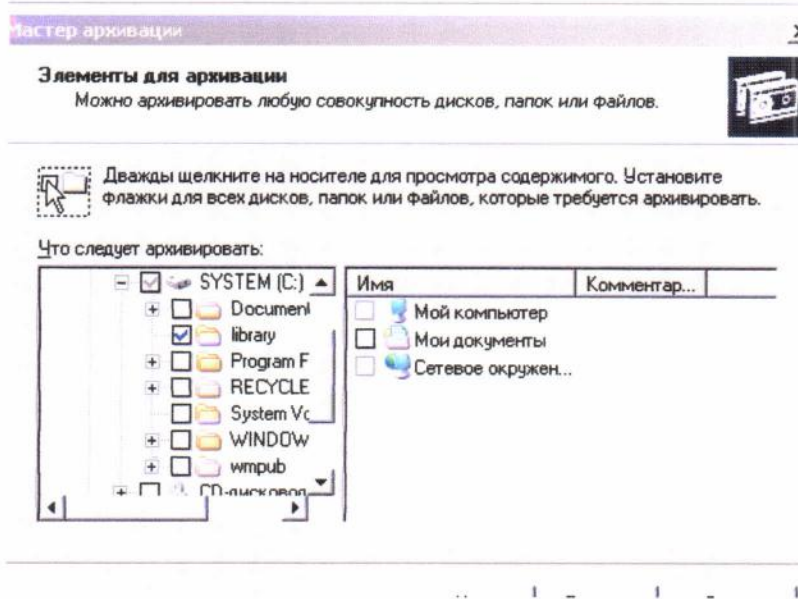 Мастер архивации
Элементы для архивации
Можно архивировать любую совокупность дисков, папок или файлов.
Дважды щелкните на носителе для просмотра содержимого. Установите
флажки для всех дисков, папок или файлов, которые требуется архивировать.
Что следует архивировать:
SYSTEM (C:)
Document
library
Program F
RECYCLE
System Vo
WINDOW
wmpub
CD-дисковод
Имя Комментар...
Мой компьютер
Мои документы
Сетевое окружен...